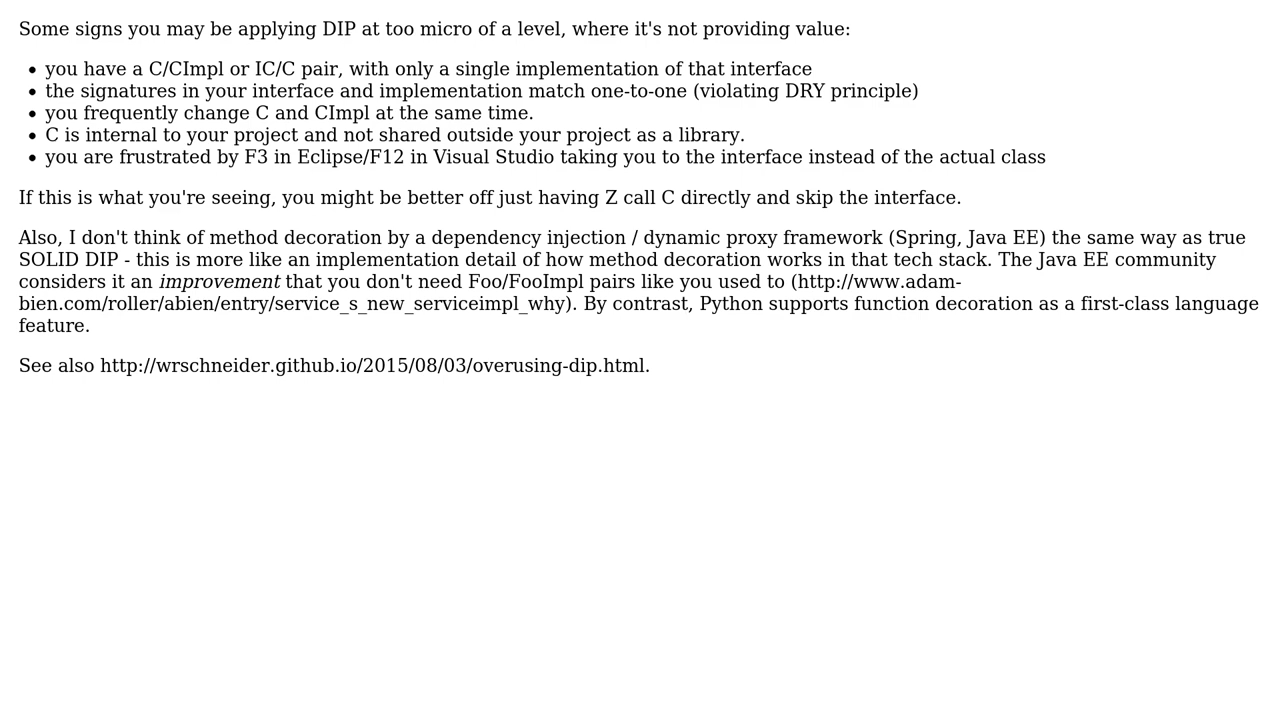 Some signs you may be applying DIP at too micro of a level, where it's not providing value:
• you have a C/CImpl or IC/C pair, with only a single implementation of that interface
• the signatures in your interface and implementation match one-to-one (violating DRY principle)
• you frequently change C and CImpl at the same time.
• C is internal to your project and not shared outside your project as a library.
• you are frustrated by F3 in Eclipse/F12 in Visual Studio taking you to the interface instead of the actual class
If this is what you're seeing, you might be better off just having Z call C directly and skip the interface.
Also, I don't think of method decoration by a dependency injection / dynamic proxy framework (Spring, Java EE) the same way as true
SOLID DIP - this is more like an implementation detail of how method decoration works in that tech stack. The Java EE community
considers it an improvement that you don't need Foo/FooImpl pairs like you used to (http://www.adam-
bien.com/roller/abien/entry/service_s_new_serviceimpl_why). By contrast, Python supports function decoration as a first-class language
feature.
See also http://wrschneider.github.io/2015/08/03/overusing-dip.html.